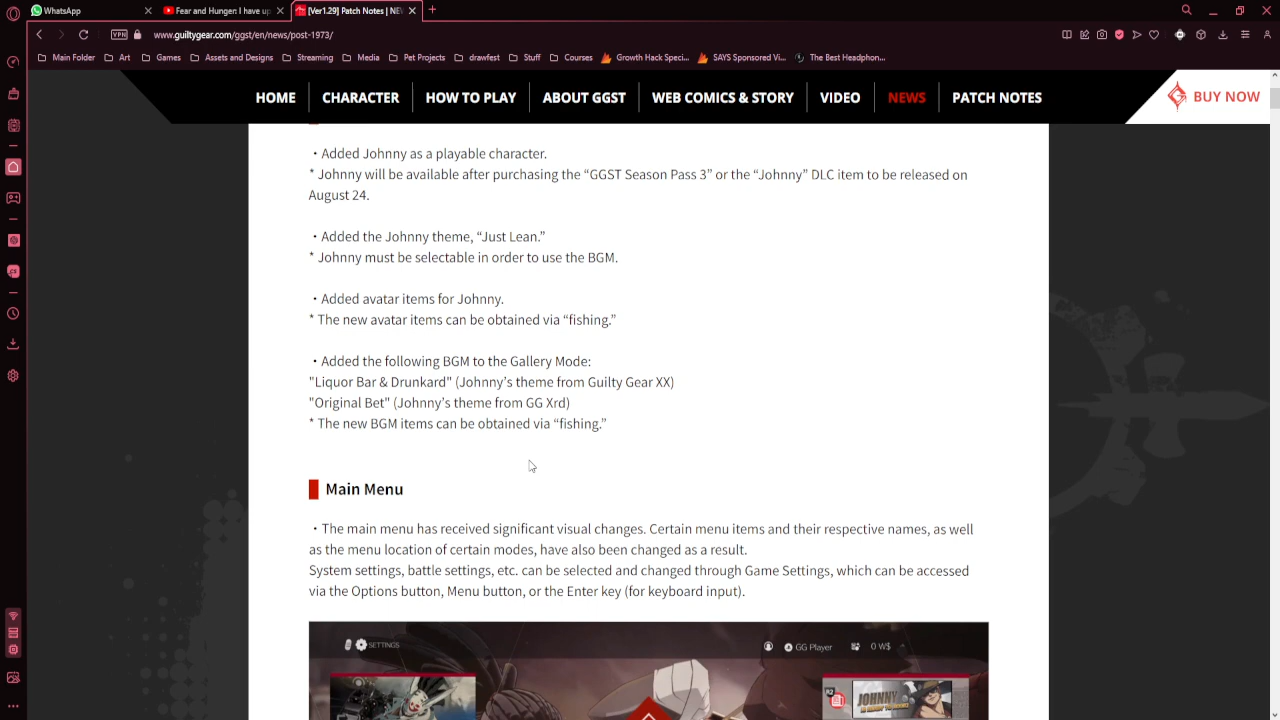 WhatsApp
Fear and Hunger: I have up
[Ver1.29] Patch Notes | NE
VPN
www.guiltygear.com/ggst/en/news/post-1973/
Main Folder
Art
Games
Assets and Designs
Streaming
Media
Pet Projects
drawfest
Stuff
Courses
Growth Hack Speci...
SAYS Sponsored Vi...
The Best Headphon...
HOME
CHARACTER
HOW TO PLAY
ABOUT GGST
WEB COMICS & STORY
VIDEO
NEWS
PATCH NOTES
BUY NOW
・Added Johnny as a playable character.
* Johnny will be available after purchasing the “GGST Season Pass 3” or the “Johnny” DLC item to be released on
August 24.
・Added the Johnny theme, “Just Lean.”
* Johnny must be selectable in order to use the BGM.
・Added avatar items for Johnny.
* The new avatar items can be obtained via “fishing.”
・Added the following BGM to the Gallery Mode:
"Liquor Bar & Drunkard" (Johnny’s theme from Guilty Gear XX)
"Original Bet" (Johnny’s theme from GG Xrd)
* The new BGM items can be obtained via “fishing.”
Main Menu
・The main menu has received significant visual changes. Certain menu items and their respective names, as well
as the menu location of certain modes, have also been changed as a result.
System settings, battle settings, etc. can be selected and changed through Game Settings, which can be accessed
via the Options button, Menu button, or the Enter key (for keyboard input).
SETTINGS
GG Player
0 W$
R2
JOHNNY